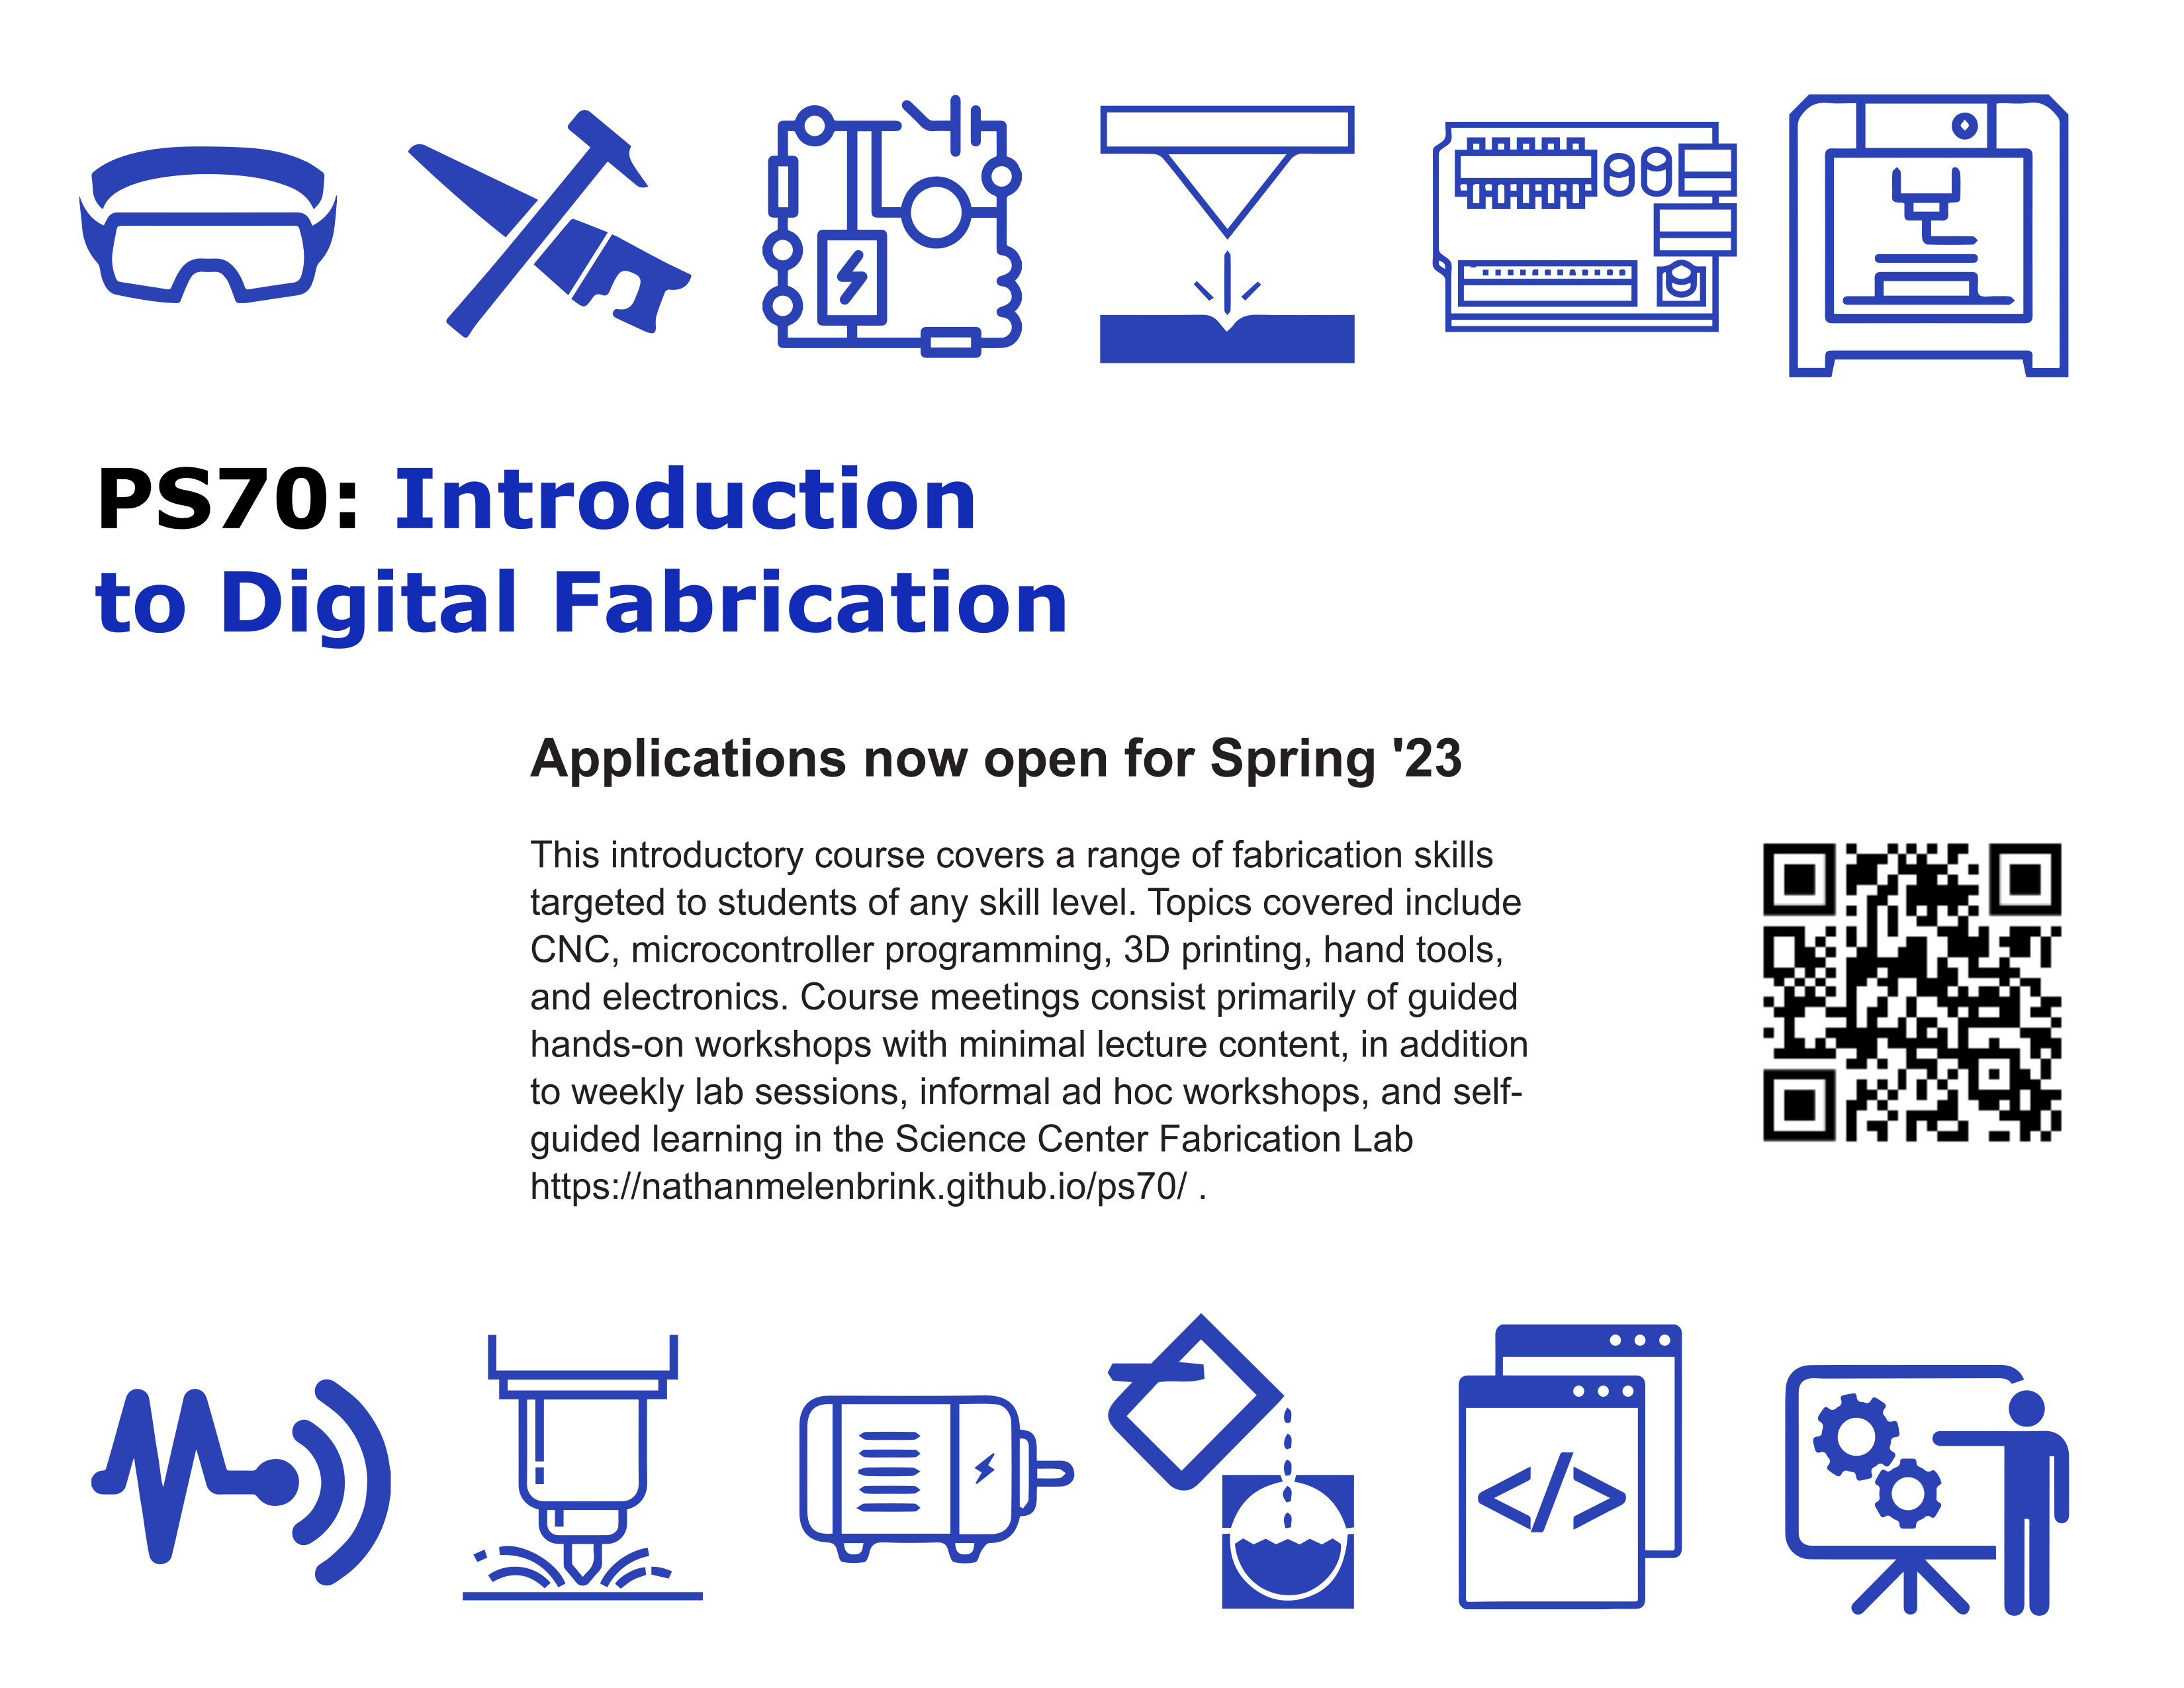 PS70: Introduction
to Digital Fabrication
Applications now open for Spring '23
This introductory course covers a range of fabrication skills
targeted to students of any skill level. Topics covered include
CNC, microcontroller programming, 3D printing, hand tools,
and electronics. Course meetings consist primarily of guided
hands-on workshops with minimal lecture content, in addition
to weekly lab sessions, informal ad hoc workshops, and self-
guided learning in the Science Center Fabrication Lab
https://nathanmelenbrink.github.io/ps70/ .
</>